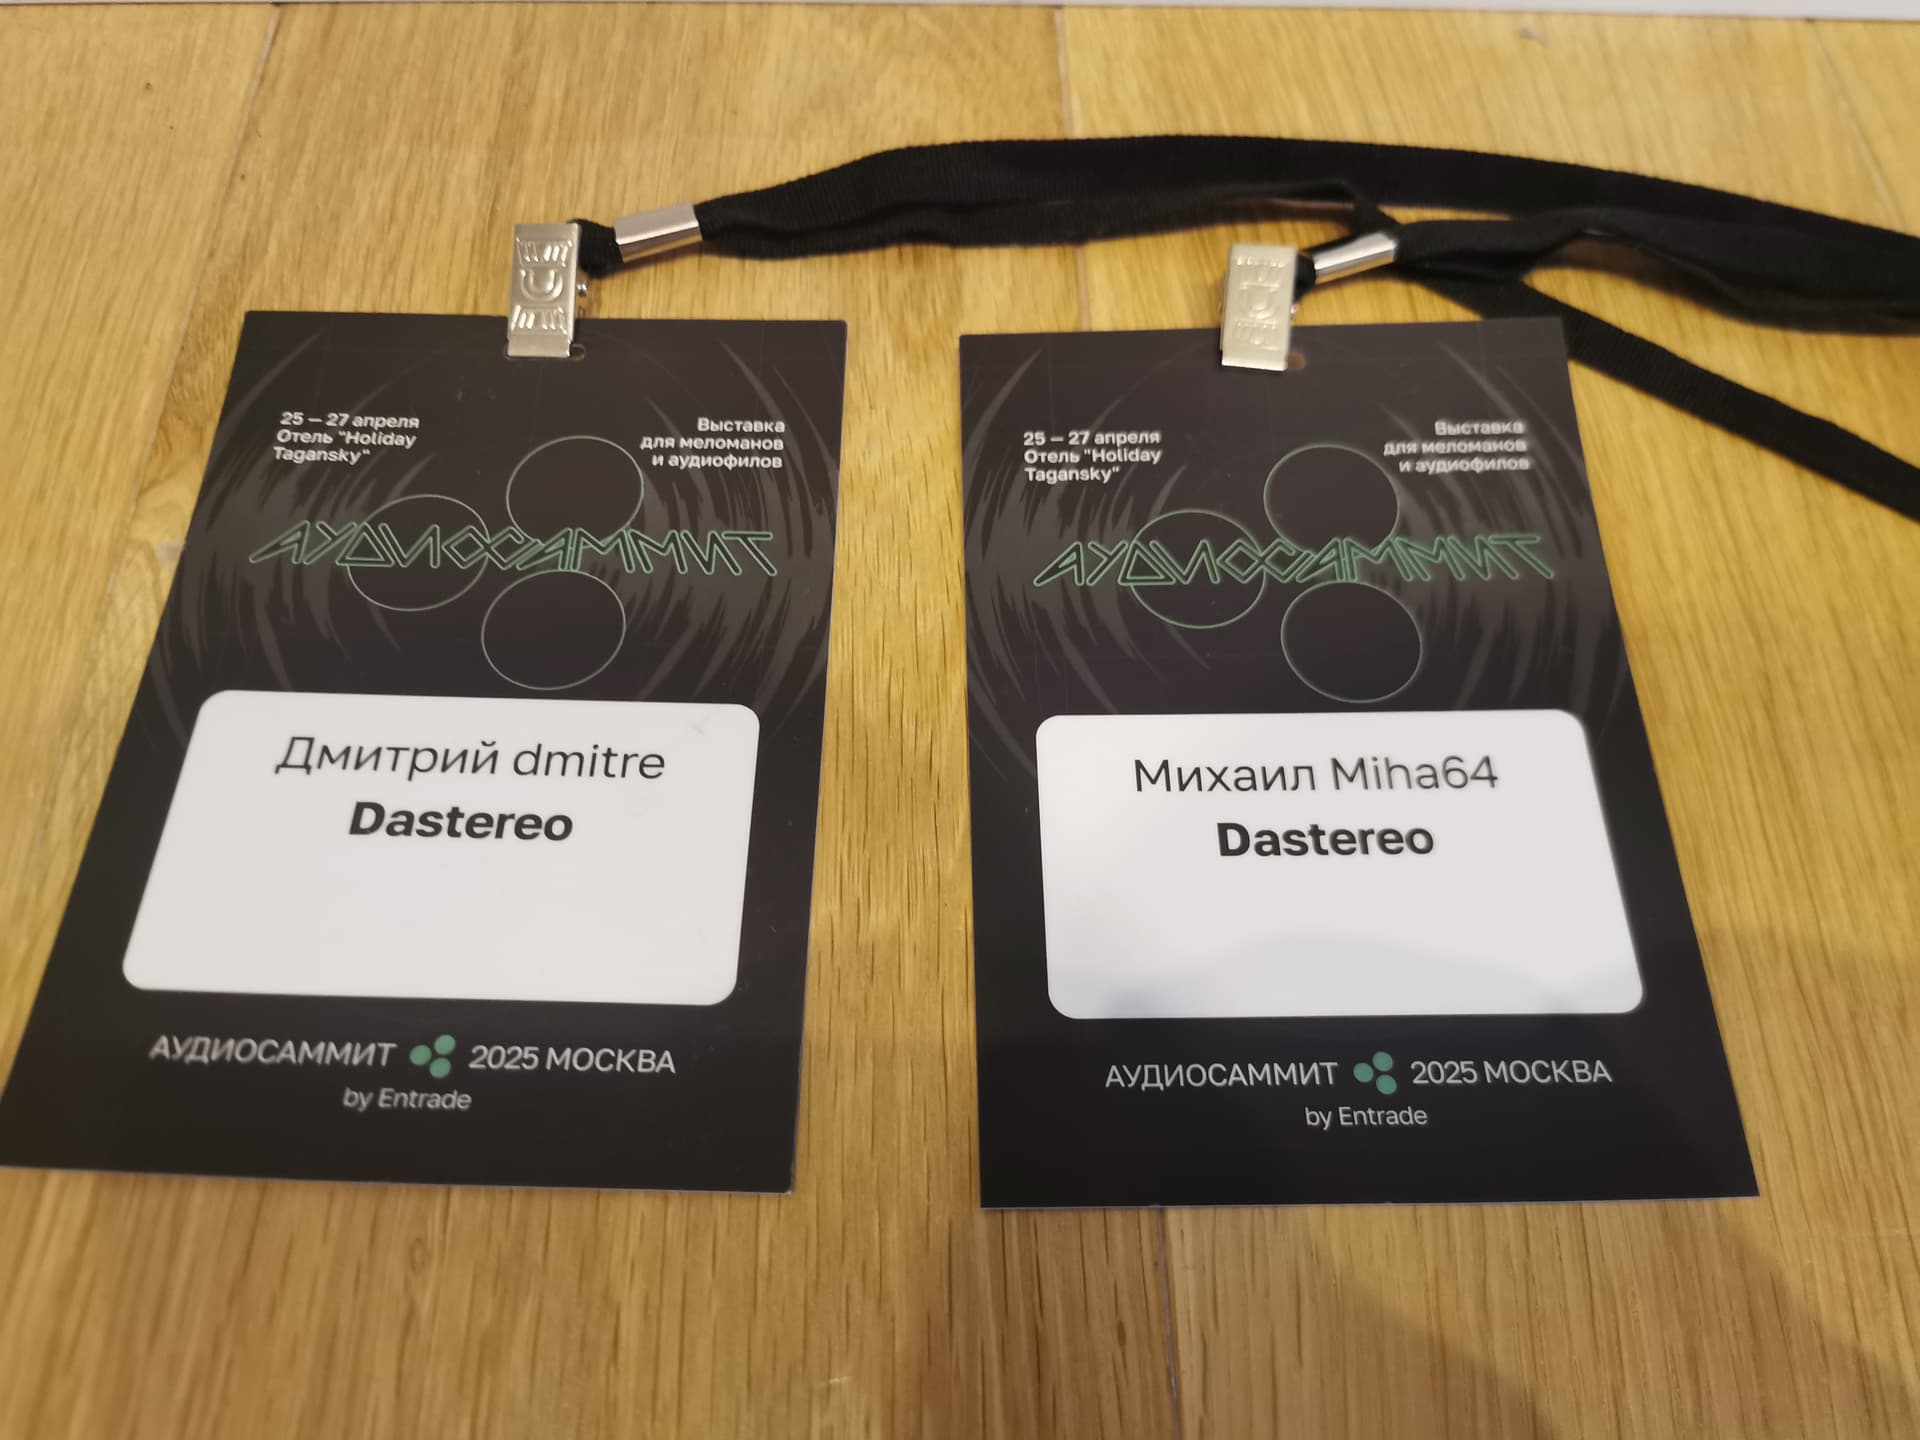 25 — 27 апреля
Отель "Holiday
Tagansky"
Выставка
для меломанов
и аудиофилов
АУДИОСАММИТ
Дмитрий dmitre
Dastereo
АУДИОСАММИТ 2025 МОСКВА
by Entrade
25 — 27 апреля
Отель "Holiday
Tagansky"
Выставка
для меломанов
и аудиофилов
АУДИОСАММИТ
Михаил Miha64
Dastereo
АУДИОСАММИТ 2025 МОСКВА
by Entrade